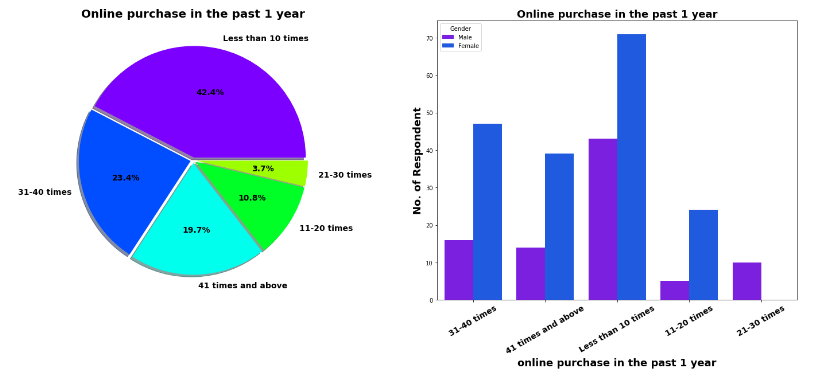 Online purchase in the past 1 year
Less than 10 times
42.4%
23.4%
31-40 times
19.7%
41 times and above
10.8%
11-20 times
3.7%
21-30 times
Online purchase in the past 1 year
Gender
Male
Female
No. of Respondent
70
60
50
40
30
20
10
0
31-40 times
41 times and above
Less than 10 times
11-20 times
21-30 times
online purchase in the past 1 year